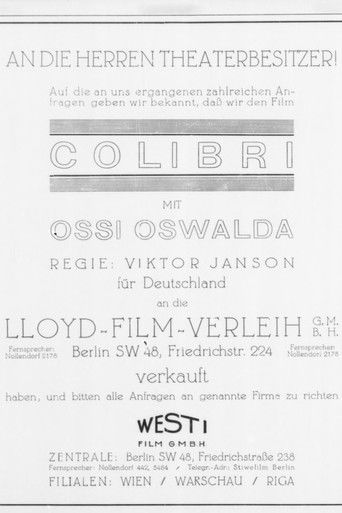 AN DIE HERREN THEATERBESITZER!
Auf die an uns ergangenen zahlreichen An-
fragen geben wir bekannt, daß wir den Film
COLIBRI
MIT
OSSI OSWALDA
REGIE: VIKTOR JANSON
für Deutschland
an die
LLOYD-FILM-VERLEIH G.M.B.H.
Fernsprecher: Nollendorf 2178 Berlin SW 48, Friedrichstr. 224 Fernsprecher: Nollendorf 2178
verkauft
haben, und bitten alle Anfragen an genannte Firma zu richten
WESTI
FILM G.M.B.H.
ZENTRALE: Berlin SW 48, Friedrichstraße 238
Fernsprecher: Nollendorf 442, 8464 / Telegr.-Adr: Stiwefilm Berlin
FILIALEN: WIEN / WARSCHAU / RIGA